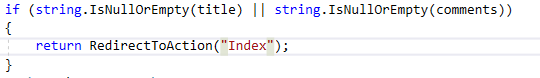 if (string.IsNullOrEmpty(title) || string.IsNullOrEmpty(comments))
{
    return RedirectToAction("Index");
}